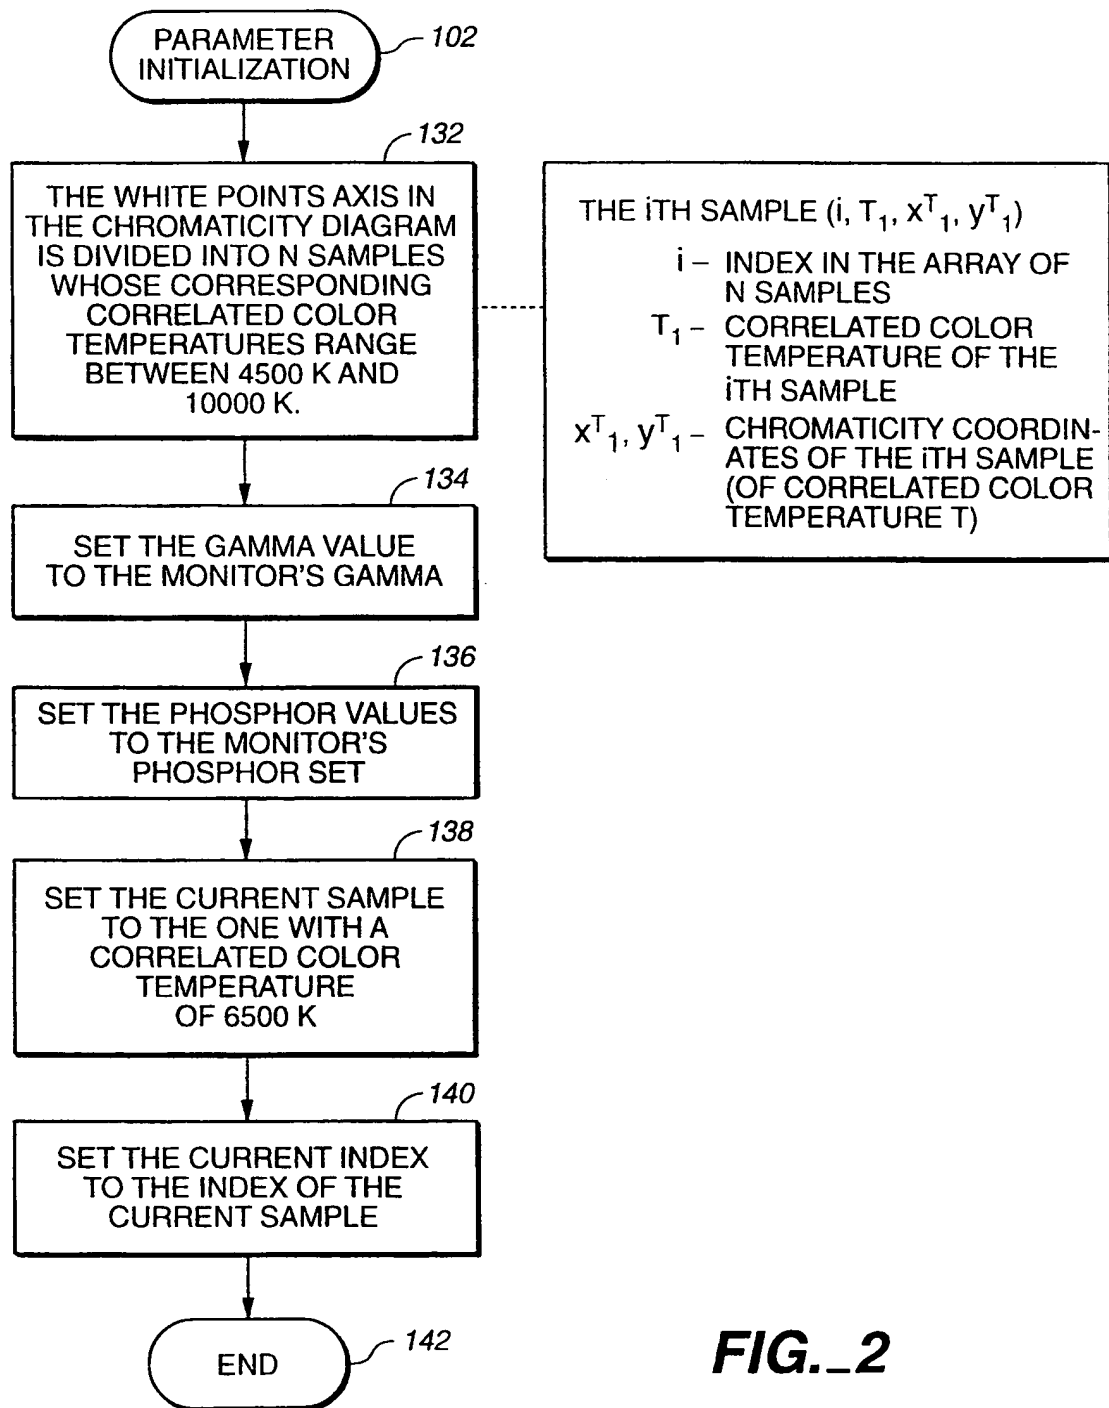 PARAMETER
INITIALIZATION
102
132
THE WHITE POINTS AXIS IN
THE CHROMATICITY DIAGRAM
IS DIVIDED INTO N SAMPLES
WHOSE CORRESPONDING
CORRELATED COLOR
TEMPERATURES RANGE
BETWEEN 4500 K AND
10000 K.
THE iTH SAMPLE (i, T₁, xᵀ₁, yᵀ₁)
i – INDEX IN THE ARRAY OF
N SAMPLES
T₁ – CORRELATED COLOR
TEMPERATURE OF THE
iTH SAMPLE
xᵀ₁, yᵀ₁ – CHROMATICITY COORDIN-
ATES OF THE iTH SAMPLE
(OF CORRELATED COLOR
TEMPERATURE T)
134
SET THE GAMMA VALUE
TO THE MONITOR'S GAMMA
136
SET THE PHOSPHOR VALUES
TO THE MONITOR'S
PHOSPHOR SET
138
SET THE CURRENT SAMPLE
TO THE ONE WITH A
CORRELATED COLOR
TEMPERATURE
OF 6500 K
140
SET THE CURRENT INDEX
TO THE INDEX OF THE
CURRENT SAMPLE
END
142
FIG._2